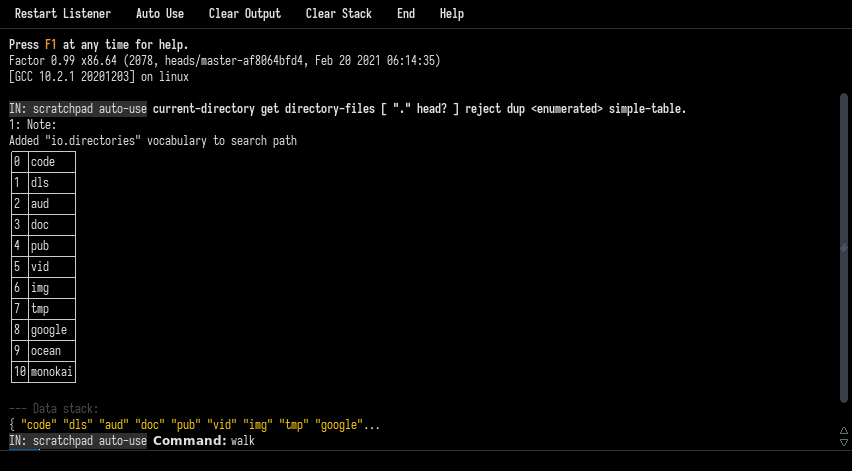 Restart Listener Auto Use Clear Output Clear Stack End Help
Press F1 at any time for help.
Factor 0.99 x86.64 (2078, heads/master-af8064bfd4, Feb 20 2021 06:14:35)
[GCC 10.2.1 20201203] on linux
IN: scratchpad auto-use current-directory get directory-files [ "." head? ] reject dup <enumerated> simple-table.
1: Note:
Added "io.directories" vocabulary to search path
0 code
1 dls
2 aud
3 doc
4 pub
5 vid
6 img
7 tmp
8 google
9 ocean
10 monokai
--- Data stack:
{ "code" "dls" "aud" "doc" "pub" "vid" "img" "tmp" "google"...
IN: scratchpad auto-use Command: walk